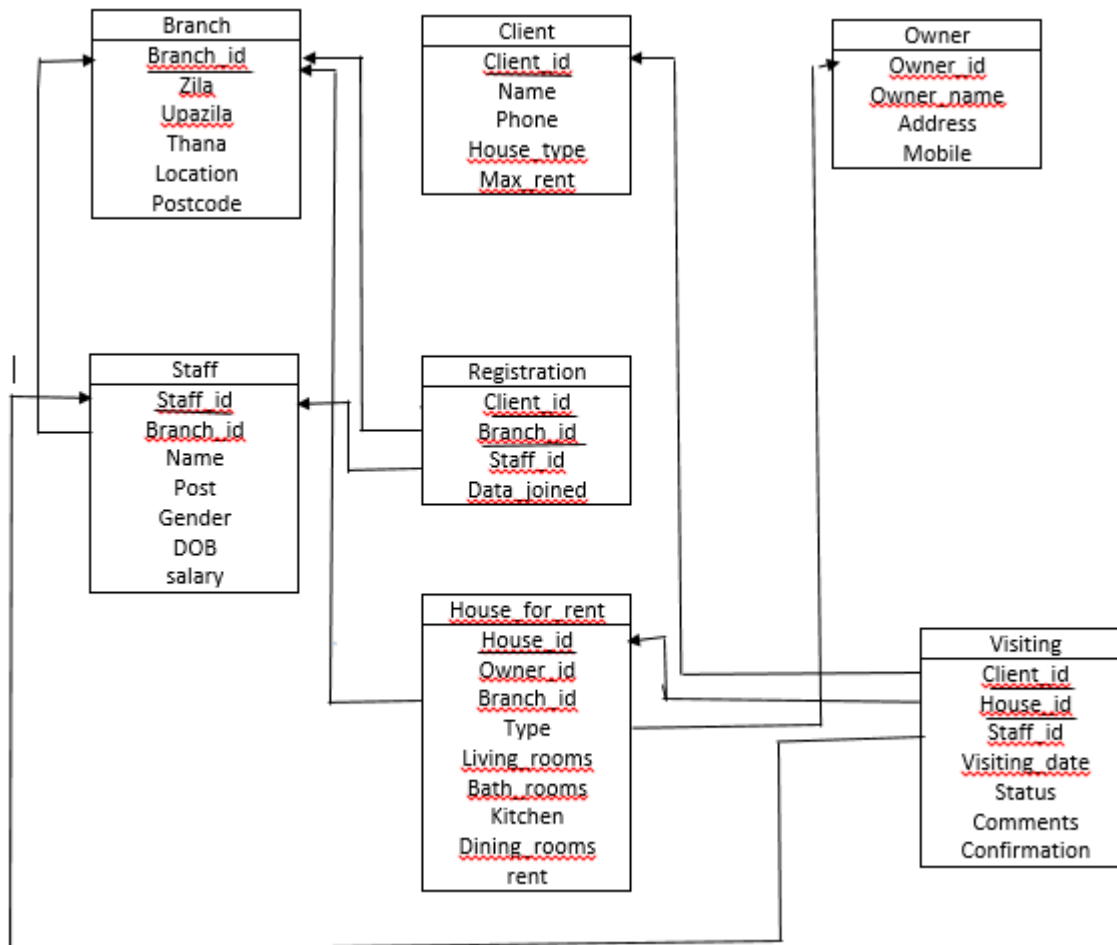 Branch
Branch_id
Zila
Upazila
Thana
Location
Postcode
Client
Client_id
Name
Phone
House_type
Max_rent
Owner
Owner_id
Owner_name
Address
Mobile
Staff
Staff_id
Branch_id
Name
Post
Gender
DOB
salary
Registration
Client_id
Branch_id
Staff_id
Data_joined
House_for_rent
House_id
Owner_id
Branch_id
Type
Living_rooms
Bath_rooms
Kitchen
Dining_rooms
rent
Visiting
Client_id
House_id
Staff_id
Visiting_date
Status
Comments
Confirmation